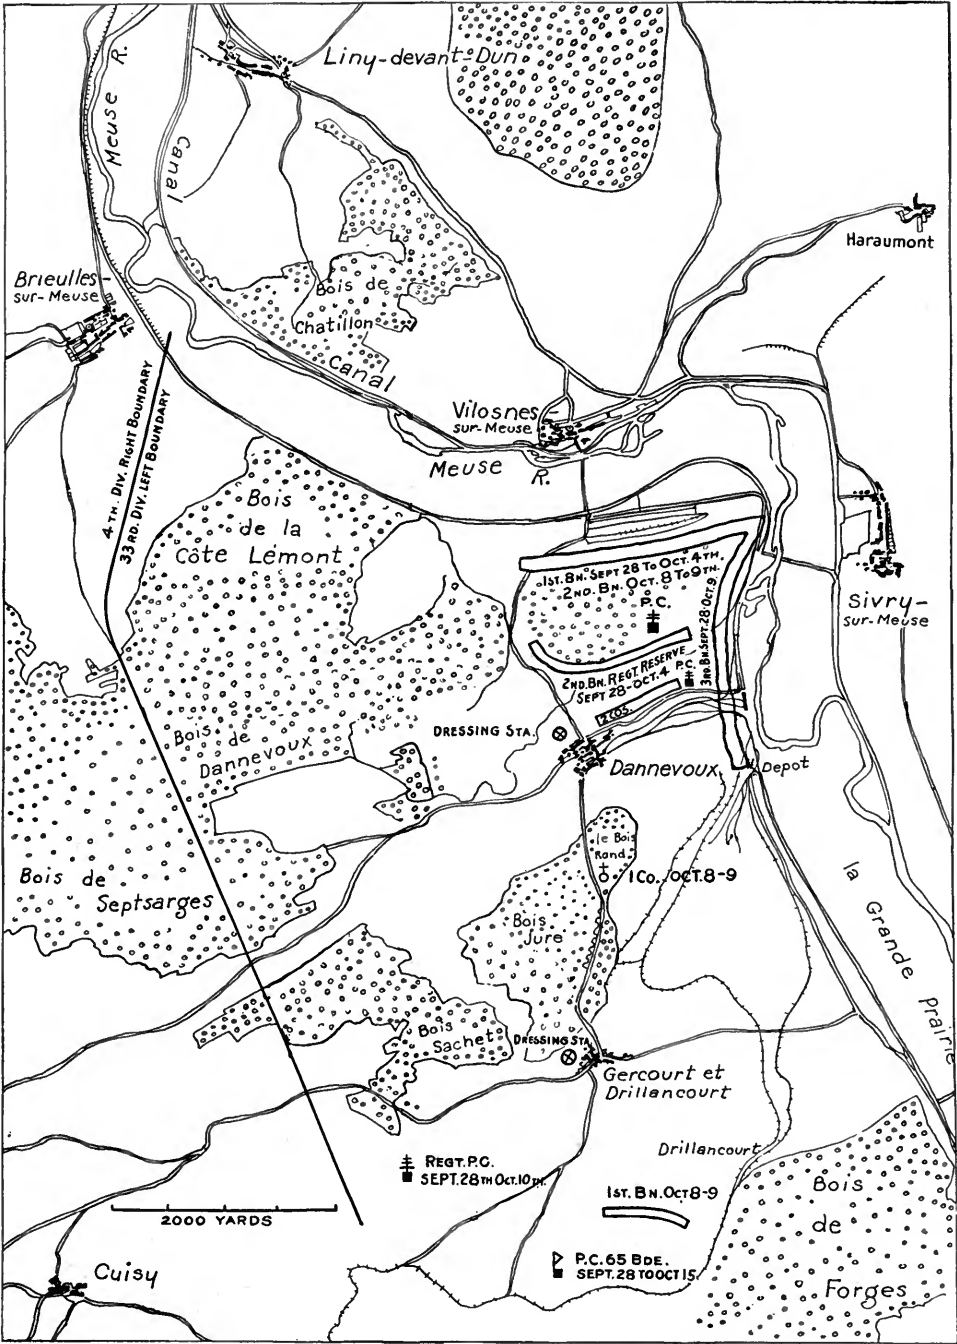 Liny-devant-Dun
Meuse R.
Canal
Haraumont
Brieulles-
sur-Meuse
Bois de
Chatillon
Canal
4TH. DIV. RIGHT BOUNDARY
33 RD. DIV. LEFT BOUNDARY
Vilosnes-
sur-Meuse
Meuse R.
Bois
de la
Côte Lémont
1ST. BN. SEPT 28 TO OCT. 4TH.
2ND. BN. OCT. 8 TO 9TH.
P.C.
3RD. BN. SEPT. 28-OCT. 9
Sivry-
sur-Meuse
2ND. BN. REGT. RESERVE
SEPT 28-OCT. 4
P.C.
2 COS.
DRESSING STA.
Bois de
Dannevoux
Dannevoux
Depot
le Bois
Rond
1 Co. OCT. 8-9
Bois de
Septsarges
Bois
Jure
la
Grande
Prairie
Bois
Sachet
DRESSING STA.
Gercourt et
Drillancourt
Drillancourt
REGT. P.C.
SEPT. 28TH OCT. 10TH.
Bois
de
Forges
1ST. BN. OCT 8-9
2000 YARDS
P.C. 65 BDE.
SEPT. 28 TO OCT 15
Cuisy